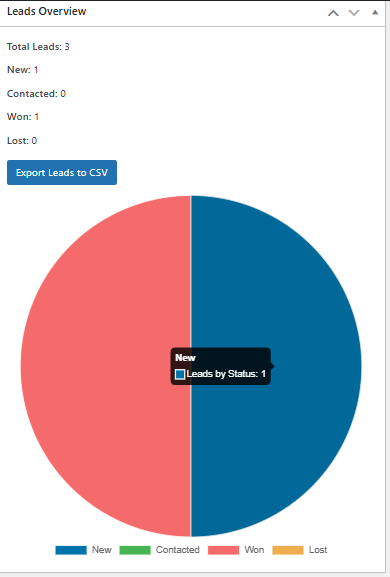 Leads Overview
Total Leads: 3
New: 1
Contacted: 0
Won: 1
Lost: 0
Export Leads to CSV
New
Leads by Status: 1
New Contacted Won Lost